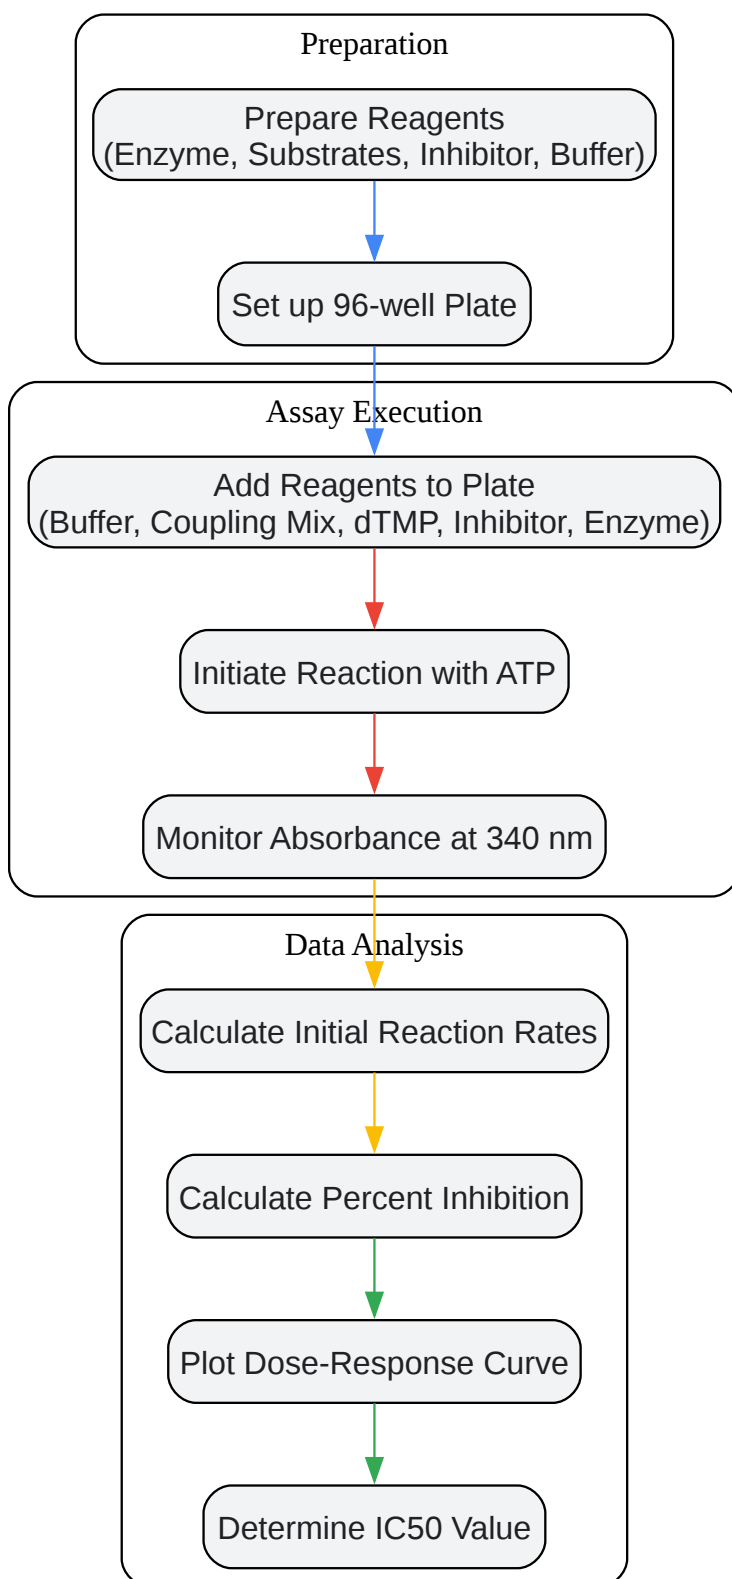 Preparation
Prepare Reagents
(Enzyme, Substrates, Inhibitor, Buffer)
Set up 96-well Plate
Assay Execution
Add Reagents to Plate
(Buffer, Coupling Mix, dTMP, Inhibitor, Enzyme)
Initiate Reaction with ATP
Monitor Absorbance at 340 nm
Data Analysis
Calculate Initial Reaction Rates
Calculate Percent Inhibition
Plot Dose-Response Curve
Determine IC50 Value